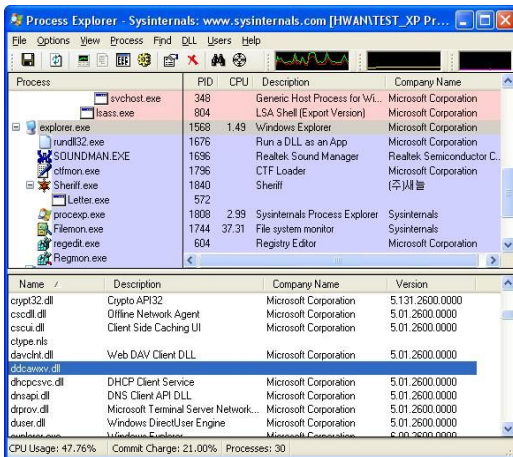 Process Explorer - Sysinternals: www.sysinternals.com [HWAN\TEST_XP Pr...
File Options View Process Find DLL Users Help
Process PID CPU Description Company Name
svchost.exe 348 Generic Host Process for Wi... Microsoft Corporation
lsass.exe 804 LSA Shell (Export Version) Microsoft Corporation
explorer.exe 1568 1.49 Windows Explorer Microsoft Corporation
rundll32.exe 1676 Run a DLL as an App Microsoft Corporation
SOUNDMAN.EXE 1696 Realtek Sound Manager Realtek Semiconductor C...
ctfmon.exe 1796 CTF Loader Microsoft Corporation
Sheriff.exe 1840 Sheriff (주)새늘
Letter.exe 572
procexp.exe 1808 2.99 Sysinternals Process Explorer Sysinternals
Filemon.exe 1744 37.31 File system monitor Sysinternals
regedit.exe 604 Registry Editor Microsoft Corporation
Regmon.exe
Name Description Company Name Version
crypt32.dll Crypto API32 Microsoft Corporation 5.131.2600.0000
cscdll.dll Offline Network Agent Microsoft Corporation 5.01.2600.0000
cscui.dll Client Side Caching UI Microsoft Corporation 5.01.2600.0000
ctype.nls
davclnt.dll Web DAV Client DLL Microsoft Corporation 5.01.2600.0000
ddcawxv.dll
dhcpcsvc.dll DHCP Client Service Microsoft Corporation 5.01.2600.0000
dnsapi.dll DNS Client API DLL Microsoft Corporation 5.01.2600.0000
drprov.dll Microsoft Terminal Server Network... Microsoft Corporation 5.01.2600.0000
duser.dll Windows DirectUser Engine Microsoft Corporation 5.01.2600.0000
explorer.exe Windows Explorer Microsoft Corporation 6.00.2600.0000
CPU Usage: 47.76% Commit Charge: 21.00% Processes: 30